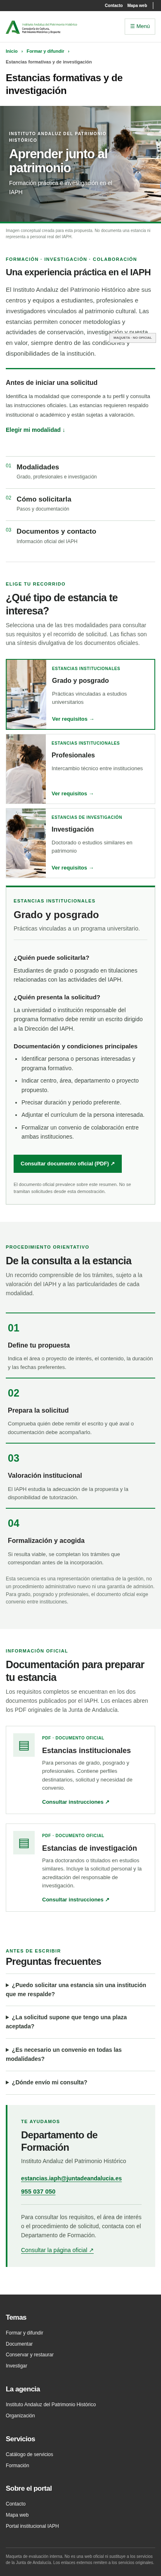 Contacto Mapa web
Instituto Andaluz del Patrimonio Histórico
Consejería de Cultura,
Patrimonio Histórico y Deporte
☰ Menú
Inicio › Formar y difundir ›
Estancias formativas y de investigación
Estancias formativas y de
investigación
INSTITUTO ANDALUZ DEL PATRIMONIO
HISTÓRICO
Aprender junto al
patrimonio
Formación práctica e investigación en el
IAPH
Imagen conceptual creada para esta propuesta. No documenta una estancia ni
representa a personal real del IAPH.
FORMACIÓN · INVESTIGACIÓN · COLABORACIÓN
Una experiencia práctica en el IAPH
El Instituto Andaluz del Patrimonio Histórico abre sus
centros y equipos a estudiantes, profesionales e
investigadores vinculados al patrimonio cultural. Las
estancias permiten conocer metodologías y
actividades de conservación, investigación y puesta
en valor, siempre dentro de las condiciones y
disponibilidades de la institución.
MAQUETA · NO OFICIAL
Antes de iniciar una solicitud
Identifica la modalidad que corresponde a tu perfil y consulta
las instrucciones oficiales. Las estancias requieren respaldo
institucional o académico y están sujetas a valoración.
Elegir mi modalidad ↓
01 Modalidades
Grado, profesionales e investigación
02 Cómo solicitarla
Pasos y documentación
03 Documentos y contacto
Información oficial del IAPH
ELIGE TU RECORRIDO
¿Qué tipo de estancia te
interesa?
Selecciona una de las tres modalidades para consultar
sus requisitos y el modo de solicitud. Las fichas son
una síntesis divulgativa de los documentos oficiales.
ESTANCIAS INSTITUCIONALES
Grado y posgrado
Prácticas vinculadas a estudios
universitarios
Ver requisitos →
ESTANCIAS INSTITUCIONALES
Profesionales
Intercambio técnico entre instituciones
Ver requisitos →
ESTANCIAS DE INVESTIGACIÓN
Investigación
Doctorado o estudios similares en
patrimonio
Ver requisitos →
ESTANCIAS INSTITUCIONALES
Grado y posgrado
Prácticas vinculadas a un programa universitario.
¿Quién puede solicitarla?
Estudiantes de grado o posgrado en titulaciones
relacionadas con las actividades del IAPH.
¿Quién presenta la solicitud?
La universidad o institución responsable del
programa formativo debe remitir un escrito dirigido
a la Dirección del IAPH.
Documentación y condiciones principales
• Identificar persona o personas interesadas y
programa formativo.
• Indicar centro, área, departamento o proyecto
propuesto.
• Precisar duración y periodo preferente.
• Adjuntar el currículum de la persona interesada.
• Formalizar un convenio de colaboración entre
ambas instituciones.
Consultar documento oficial (PDF) ↗
El documento oficial prevalece sobre este resumen. No se
tramitan solicitudes desde esta demostración.
PROCEDIMIENTO ORIENTATIVO
De la consulta a la estancia
Un recorrido comprensible de los trámites, sujeto a la
valoración del IAPH y a las particularidades de cada
modalidad.
01
Define tu propuesta
Indica el área o proyecto de interés, el contenido, la duración
y las fechas preferentes.
02
Prepara la solicitud
Comprueba quién debe remitir el escrito y qué aval o
documentación debe acompañarlo.
03
Valoración institucional
El IAPH estudia la adecuación de la propuesta y la
disponibilidad de tutorización.
04
Formalización y acogida
Si resulta viable, se completan los trámites que
correspondan antes de la incorporación.
Esta secuencia es una representación orientativa de la gestión, no
un procedimiento administrativo nuevo ni una garantía de admisión.
Para grado, posgrado y profesionales, el documento oficial exige
convenio entre instituciones.
INFORMACIÓN OFICIAL
Documentación para preparar
tu estancia
Los requisitos completos se encuentran en los dos
documentos publicados por el IAPH. Los enlaces abren
los PDF originales de la Junta de Andalucía.
PDF · DOCUMENTO OFICIAL
Estancias institucionales
Para personas de grado, posgrado y
profesionales. Contiene perfiles
destinatarios, solicitud y necesidad de
convenio.
Consultar instrucciones ↗
PDF · DOCUMENTO OFICIAL
Estancias de investigación
Para doctorandos o titulados en estudios
similares. Incluye la solicitud personal y la
acreditación del responsable de
investigación.
Consultar instrucciones ↗
ANTES DE ESCRIBIR
Preguntas frecuentes
▶ ¿Puedo solicitar una estancia sin una institución
que me respalde?
▶ ¿La solicitud supone que tengo una plaza
aceptada?
▶ ¿Es necesario un convenio en todas las
modalidades?
▶ ¿Dónde envío mi consulta?
TE AYUDAMOS
Departamento de
Formación
Instituto Andaluz del Patrimonio Histórico
estancias.iaph@juntadeandalucia.es
955 037 050
Para consultar los requisitos, el área de interés
o el procedimiento de solicitud, contacta con el
Departamento de Formación.
Consultar la página oficial ↗
Temas
Formar y difundir
Documentar
Conservar y restaurar
Investigar
La agencia
Instituto Andaluz del Patrimonio Histórico
Organización
Servicios
Catálogo de servicios
Formación
Sobre el portal
Contacto
Mapa web
Portal institucional IAPH
Maqueta de evaluación interna. No es una web oficial ni sustituye a los servicios
de la Junta de Andalucía. Los enlaces externos remiten a los servicios originales.